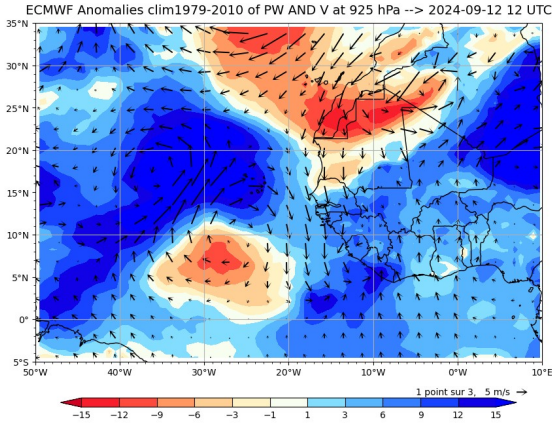 ECMWF Anomalies clim1979-2010 of PW AND V at 925 hPa --> 2024-09-12 12 UTC
35°N
30°N
25°N
20°N
15°N
10°N
5°N
0°
5°S
50°W 40°W 30°W 20°W 10°W 0°W 10°E
1 point sur 3, 5 m/s
−15 −12 −9 −6 −3 −1 1 3 6 9 12 15